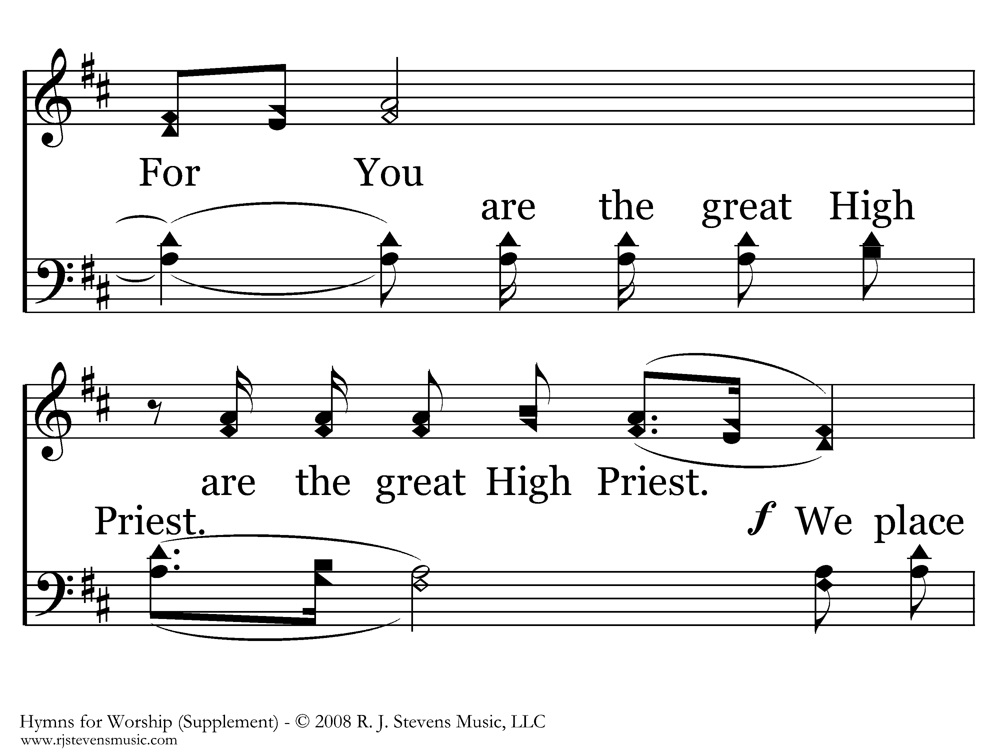 For You
are the great High
are the great High Priest.
Priest. f We place
Hymns for Worship (Supplement) - © 2008 R. J. Stevens Music, LLC
www.rjstevensmusic.com